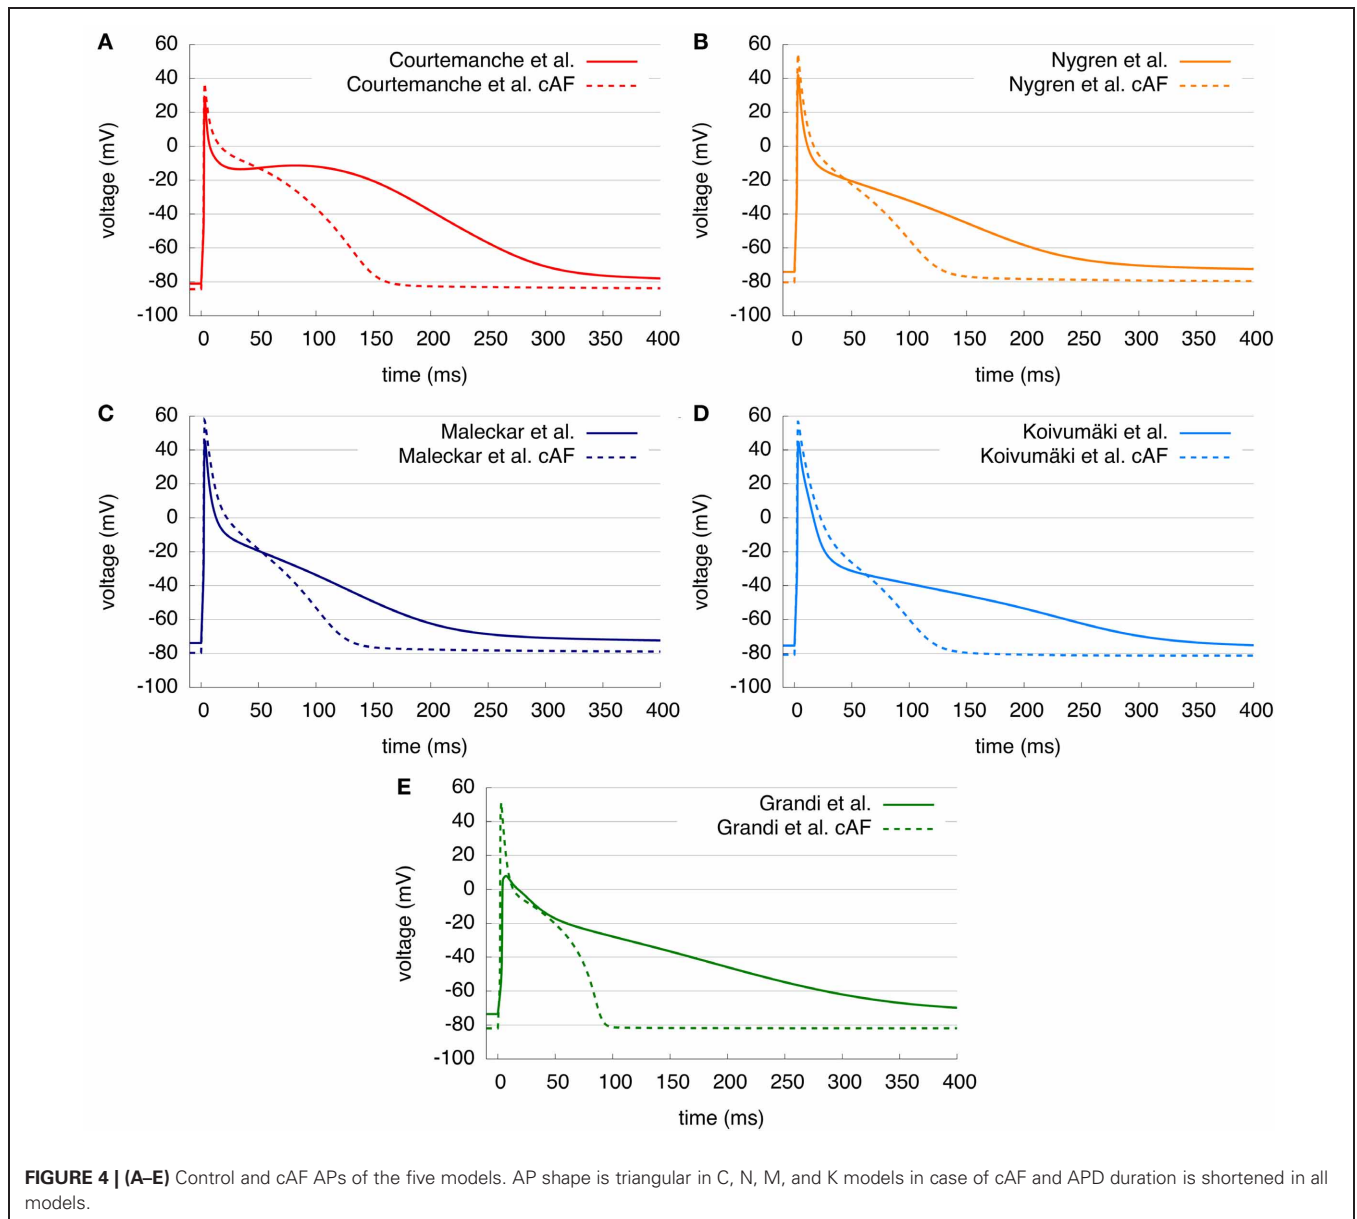 A
Courtemanche et al.
Courtemanche et al. cAF
60
40
20
0
-20
-40
-60
-80
-100
voltage (mV)
0 50 100 150 200 250 300 350 400
time (ms)
B
Nygren et al.
Nygren et al. cAF
60
40
20
0
-20
-40
-60
-80
-100
voltage (mV)
0 50 100 150 200 250 300 350 400
time (ms)
C
Maleckar et al.
Maleckar et al. cAF
60
40
20
0
-20
-40
-60
-80
-100
voltage (mV)
0 50 100 150 200 250 300 350 400
time (ms)
D
Koivumäki et al.
Koivumäki et al. cAF
60
40
20
0
-20
-40
-60
-80
-100
voltage (mV)
0 50 100 150 200 250 300 350 400
time (ms)
E
Grandi et al.
Grandi et al. cAF
60
40
20
0
-20
-40
-60
-80
-100
voltage (mV)
0 50 100 150 200 250 300 350 400
time (ms)
FIGURE 4 | (A–E) Control and cAF APs of the five models. AP shape is triangular in C, N, M, and K models in case of cAF and APD duration is shortened in all
models.